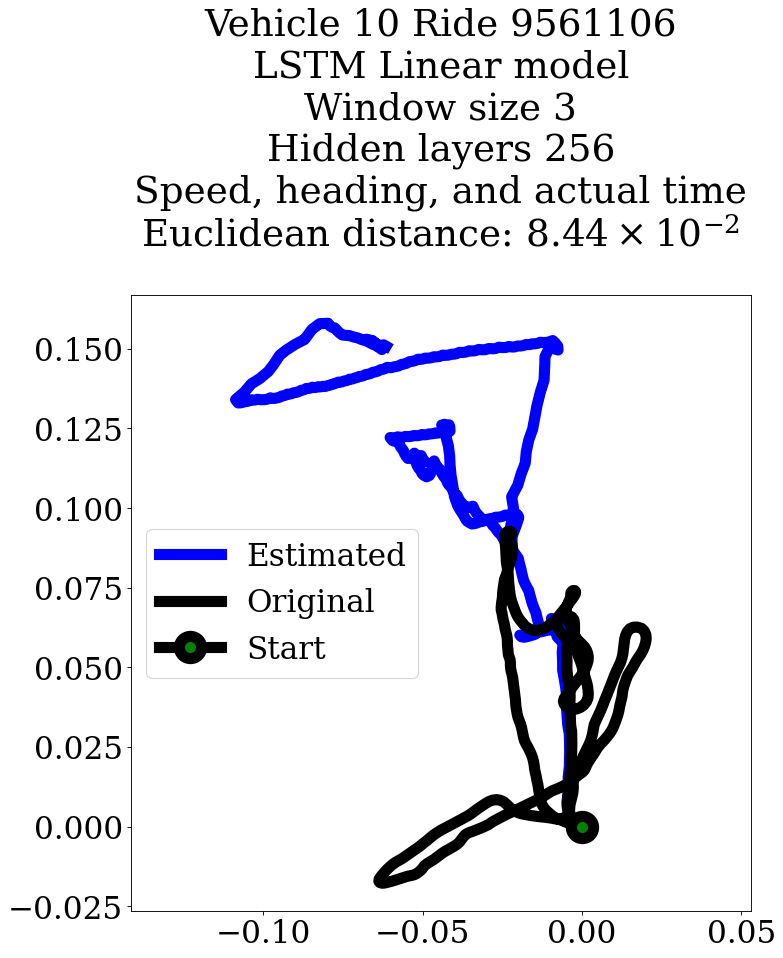 Vehicle 10 Ride 9561106
LSTM Linear model
Window size 3
Hidden layers 256
Speed, heading, and actual time
Euclidean distance: 8.44 × 10⁻²
0.150
0.125
0.100
0.075
0.050
0.025
0.000
−0.025
Estimated
Original
Start
−0.10
−0.05
0.00
0.05